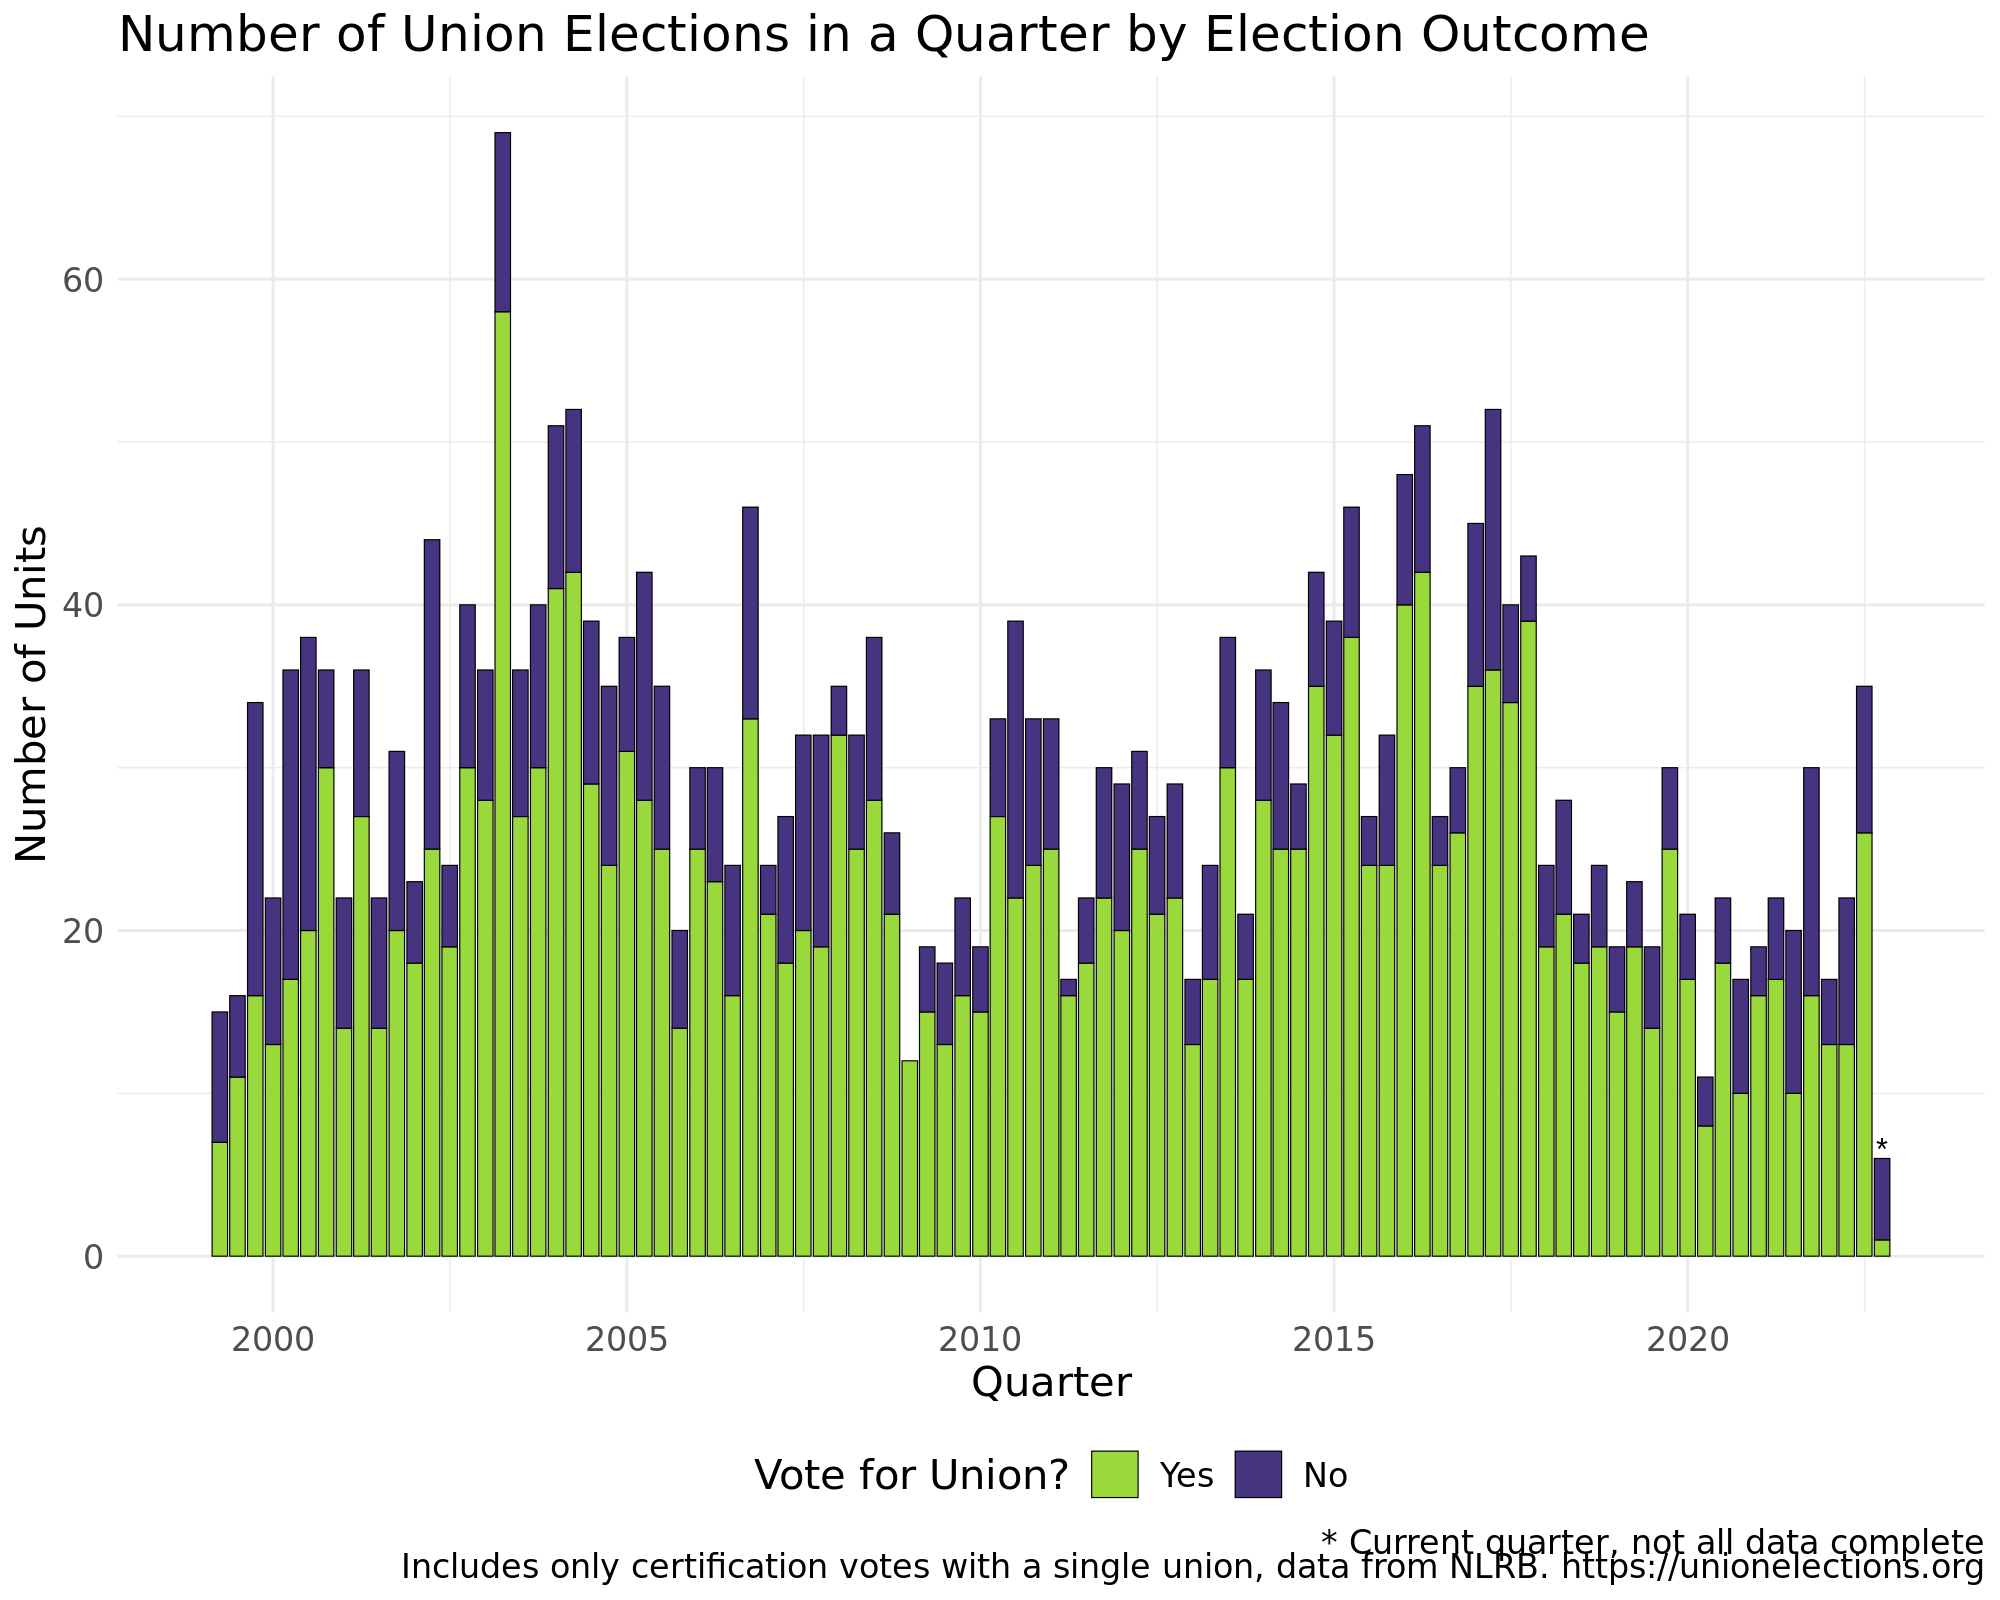 Number of Union Elections in a Quarter by Election Outcome
Number of Units
60
40
20
0
*
2000 2005 2010 2015 2020
Quarter
Vote for Union? Yes No
* Current quarter, not all data complete
Includes only certification votes with a single union, data from NLRB. https://unionelections.org